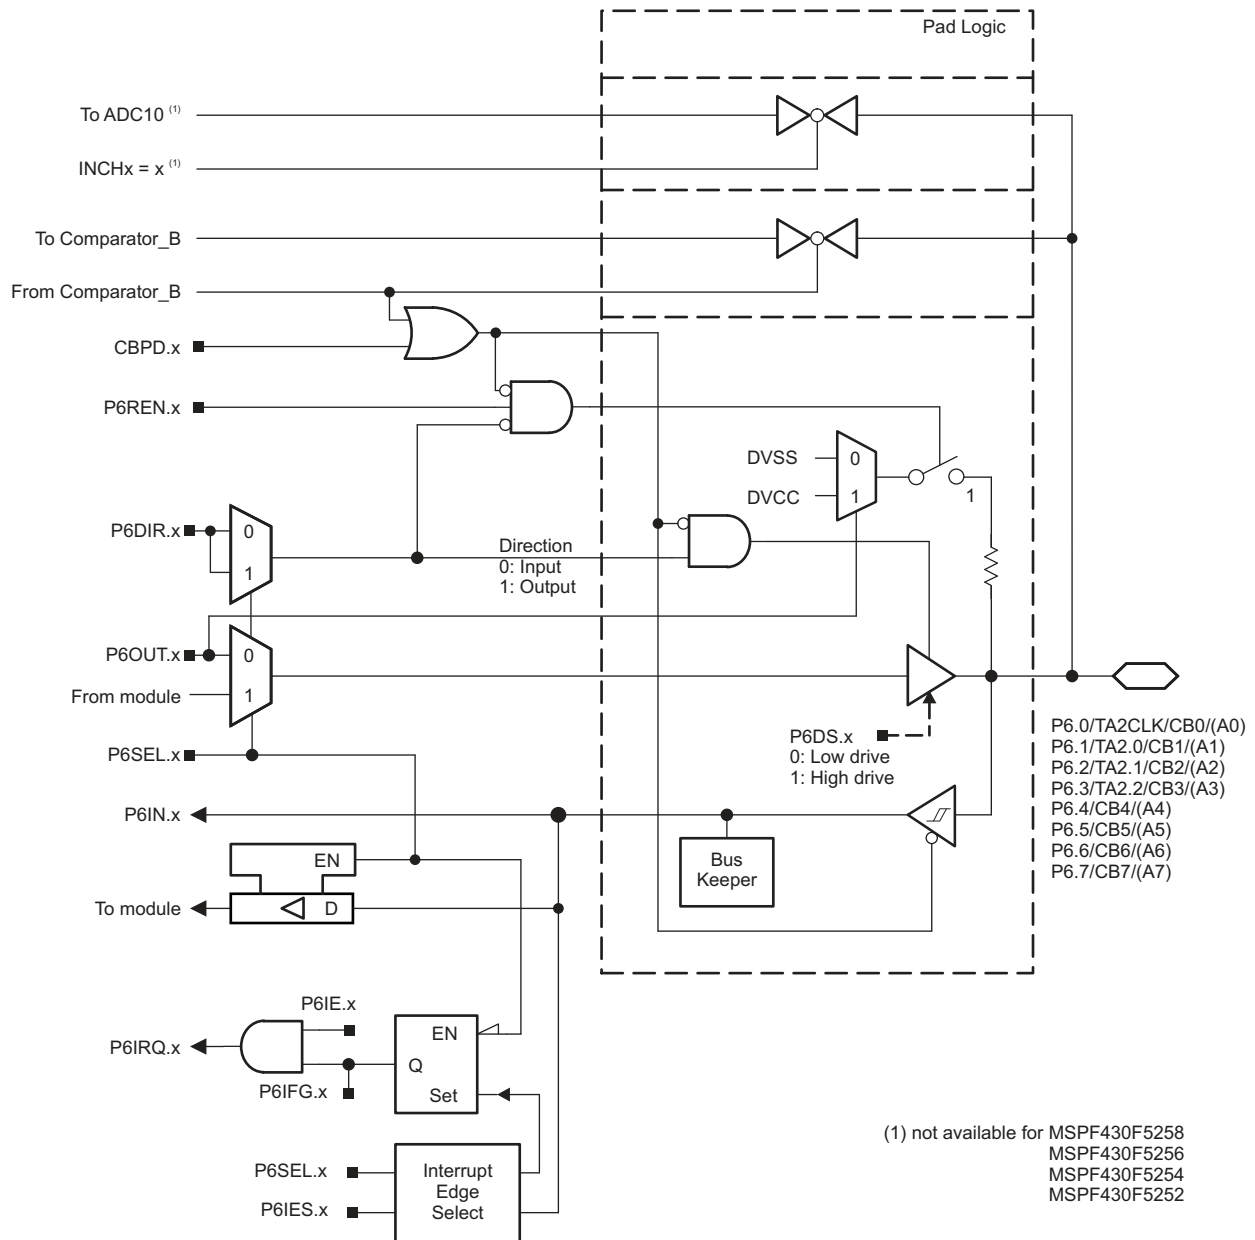 Pad Logic
To ADC10 (1)
INCHx = x (1)
To Comparator_B
From Comparator_B
CBPD.x
P6REN.x
DVSS
0
DVCC
1
1
P6DIR.x
0
1
Direction
0: Input
1: Output
P6OUT.x
0
From module
1
P6SEL.x
P6DS.x
0: Low drive
1: High drive
P6.0/TA2CLK/CB0/(A0)
P6.1/TA2.0/CB1/(A1)
P6.2/TA2.1/CB2/(A2)
P6.3/TA2.2/CB3/(A3)
P6.4/CB4/(A4)
P6.5/CB5/(A5)
P6.6/CB6/(A6)
P6.7/CB7/(A7)
P6IN.x
Bus
Keeper
EN
To module
D
P6IE.x
EN
P6IRQ.x
Q
P6IFG.x
Set
P6SEL.x
P6IES.x
Interrupt
Edge
Select
(1) not available for MSPF430F5258
MSPF430F5256
MSPF430F5254
MSPF430F5252